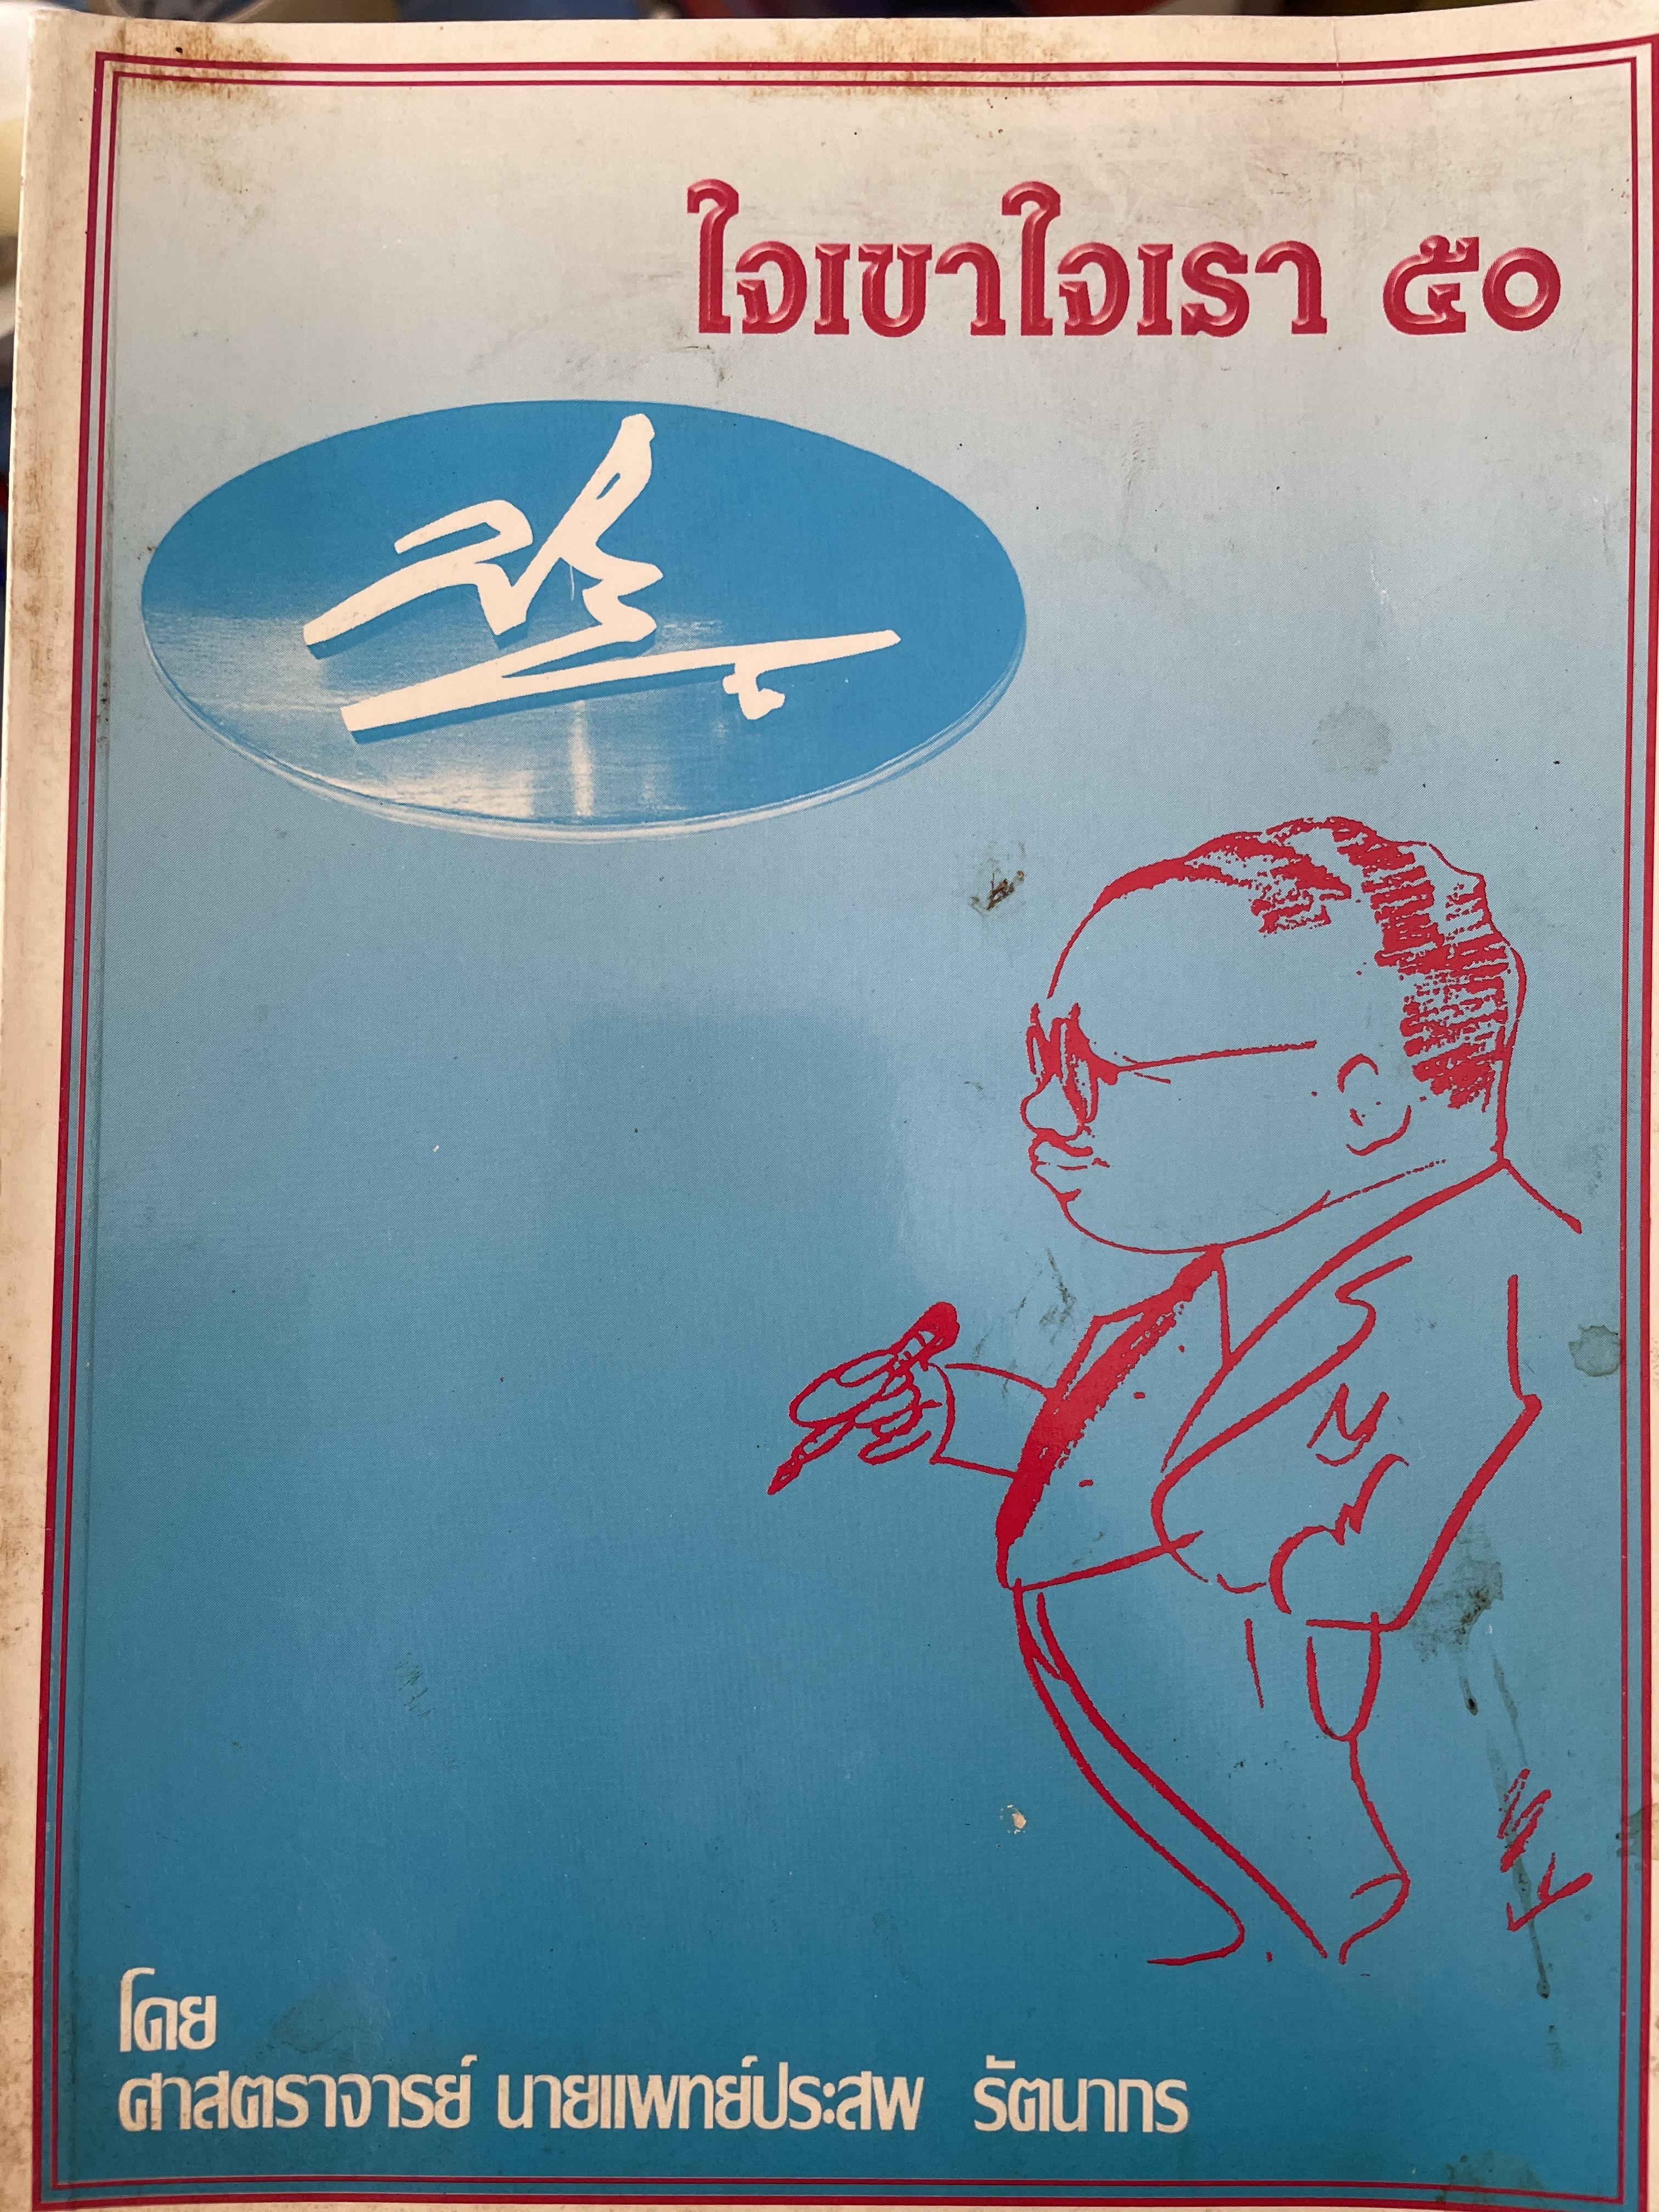 ใจเขาใจเรา ๕๐
โดย
ศาสตราจารย์ นายแพทย์ประสพ รัตนากร